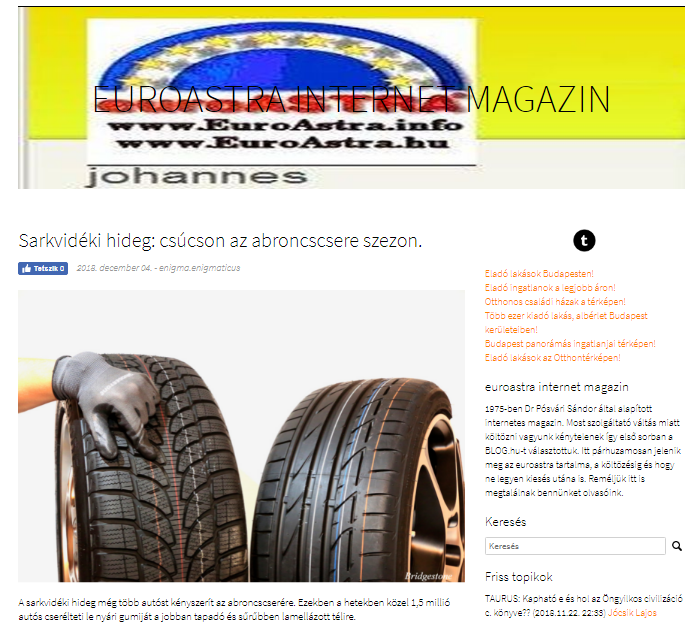 EUROASTRA INTERNET MAGAZIN
www.EuroAstra.info
www.EuroAstra.hu
johannes
Sarkvidéki hideg: csúcson az abroncscsere szezon.
Tetszik 0
2018. december 04. - enigma.enigmaticus
Bridgestone
A sarkvidéki hideg még több autóst kényszerít az abroncscserére. Ezekben a hetekben közel 1,5 millió
autós cserélteti le nyári gumiját a jobban tapadó és sűrűbben lamellázott télire.
t
Eladó lakások Budapesten!
Eladó ingatlanok a legjobb áron!
Otthonos családi házak a térképen!
Több ezer kiadó lakás, albérlet Budapest
kerületeiben!
Budapest panorámás ingatlanjai térképen!
Eladó lakások az Otthontérképen!
euroastra internet magazin
1975-ben Dr Pósvári Sándor által alapított
internetes magazin. Most szolgáltató váltás miatt
költözni vagyunk kénytelenek így első sorban a
BLOG.hu-t választottuk. Itt párhuzamosan jelenik
meg az euroastra tartalma, a költözésig és hogy
ne legyen kiesés utána is. Reméljük itt is
megtalálnak bennünket olvasóink.
Keresés
Keresés
Friss topikok
TAURUS: Kapható e és hol az Öngyilkos civilizáció
c. könyve?? (2018.11.22. 22:33) Jócsik Lajos